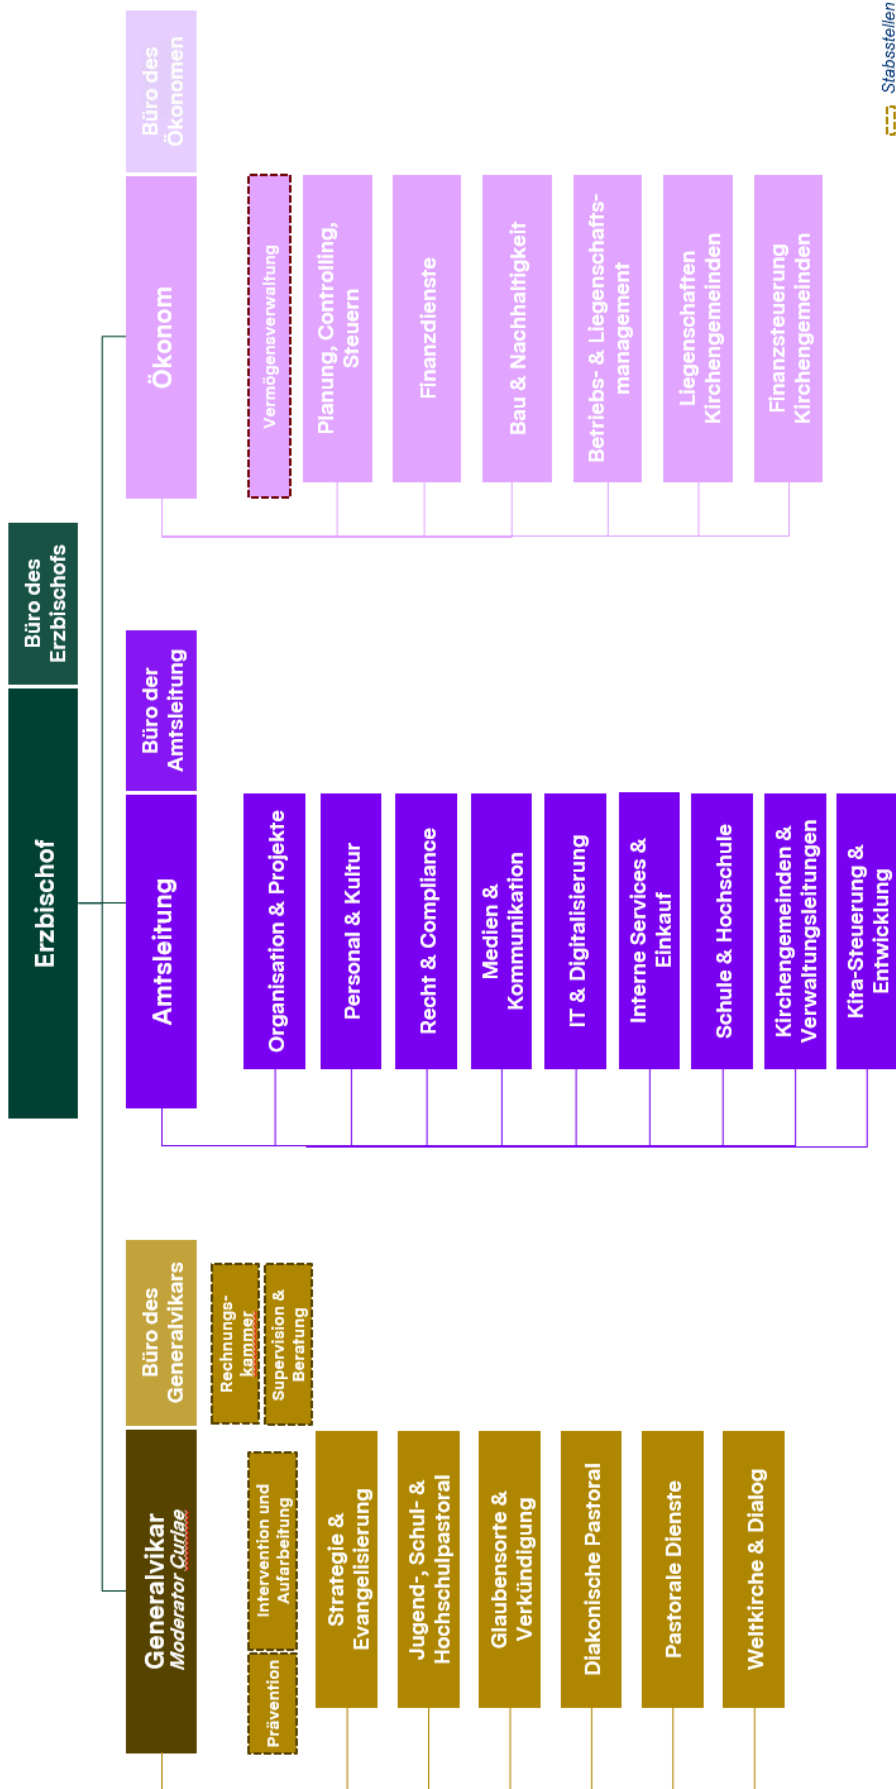 Erzbischof
Büro des
Erzbischofs
Generalvikar
Moderator Curiae
Büro des
Generalvikars
Rechnungs-
kammer
Supervision &
Beratung
Prävention
Intervention und
Aufarbeitung
Strategie &
Evangelisierung
Jugend-, Schul- &
Hochschulpastoral
Glaubensorte &
Verkündigung
Diakonische Pastoral
Pastorale Dienste
Weltkirche & Dialog
Amtsleitung
Büro der
Amtsleitung
Organisation & Projekte
Personal & Kultur
Recht & Compliance
Medien &
Kommunikation
IT & Digitalisierung
Interne Services &
Einkauf
Schule & Hochschule
Kirchengemeinden &
Verwaltungsleitungen
Kita-Steuerung &
Entwicklung
Ökonom
Büro des
Ökonomen
Vermögensverwaltung
Planung, Controlling,
Steuern
Finanzdienste
Bau & Nachhaltigkeit
Betriebs- & Liegenschafts-
management
Liegenschaften
Kirchengemeinden
Finanzsteuerung
Kirchengemeinden
Stabsstellen